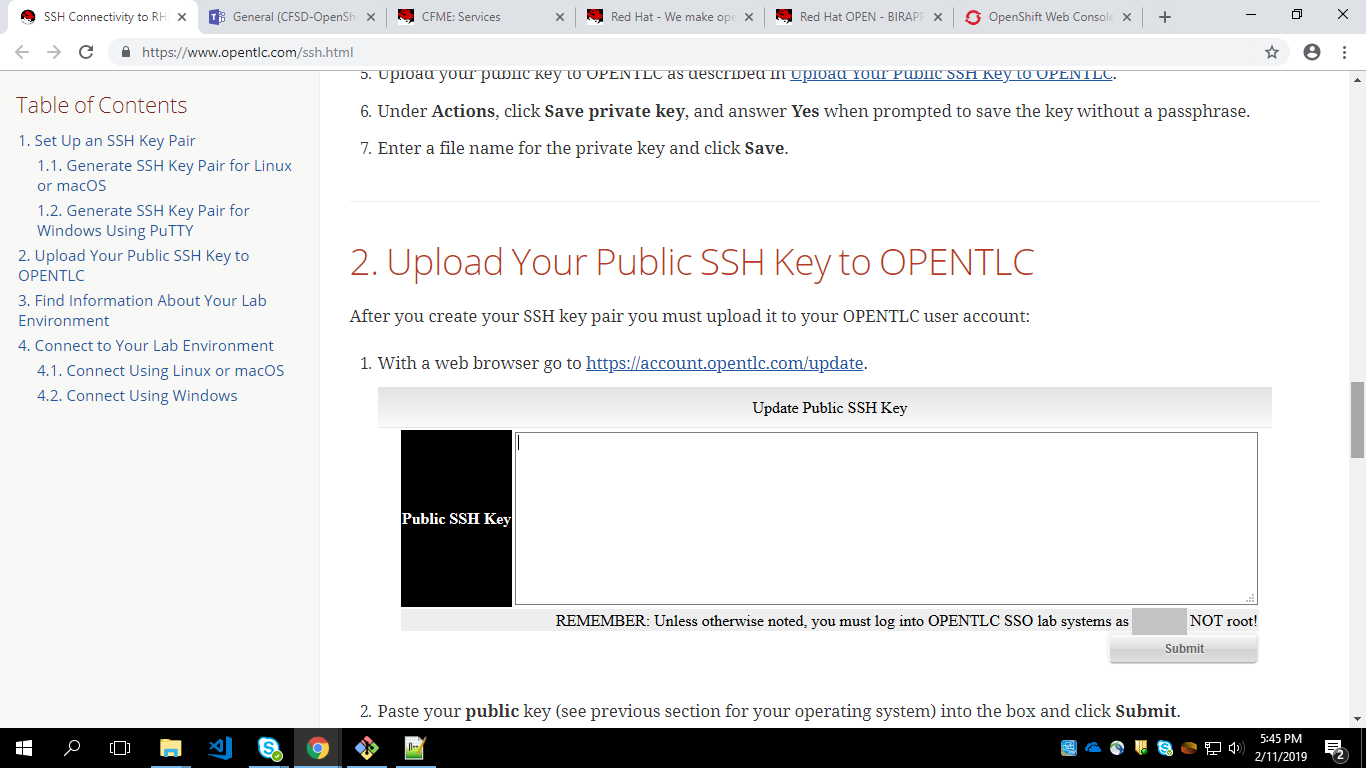 SSH Connectivity to RH
General (CFSD-OpenShi
CFME: Services
Red Hat - We make ope
Red Hat OPEN - BIRAPP
OpenShift Web Console
https://www.opentlc.com/ssh.html
Table of Contents
1. Set Up an SSH Key Pair
1.1. Generate SSH Key Pair for Linux
or macOS
1.2. Generate SSH Key Pair for
Windows Using PuTTY
2. Upload Your Public SSH Key to
OPENTLC
3. Find Information About Your Lab
Environment
4. Connect to Your Lab Environment
4.1. Connect Using Linux or macOS
4.2. Connect Using Windows
5. Upload your public key to OPENTLC as described in Upload Your Public SSH Key to OPENTLC.
6. Under Actions, click Save private key, and answer Yes when prompted to save the key without a passphrase.
7. Enter a file name for the private key and click Save.
2. Upload Your Public SSH Key to OPENTLC
After you create your SSH key pair you must upload it to your OPENTLC user account:
1. With a web browser go to https://account.opentlc.com/update.
Update Public SSH Key
Public SSH Key
REMEMBER: Unless otherwise noted, you must log into OPENTLC SSO lab systems as NOT root!
Submit
2. Paste your public key (see previous section for your operating system) into the box and click Submit.
5:45 PM
2/11/2019
2